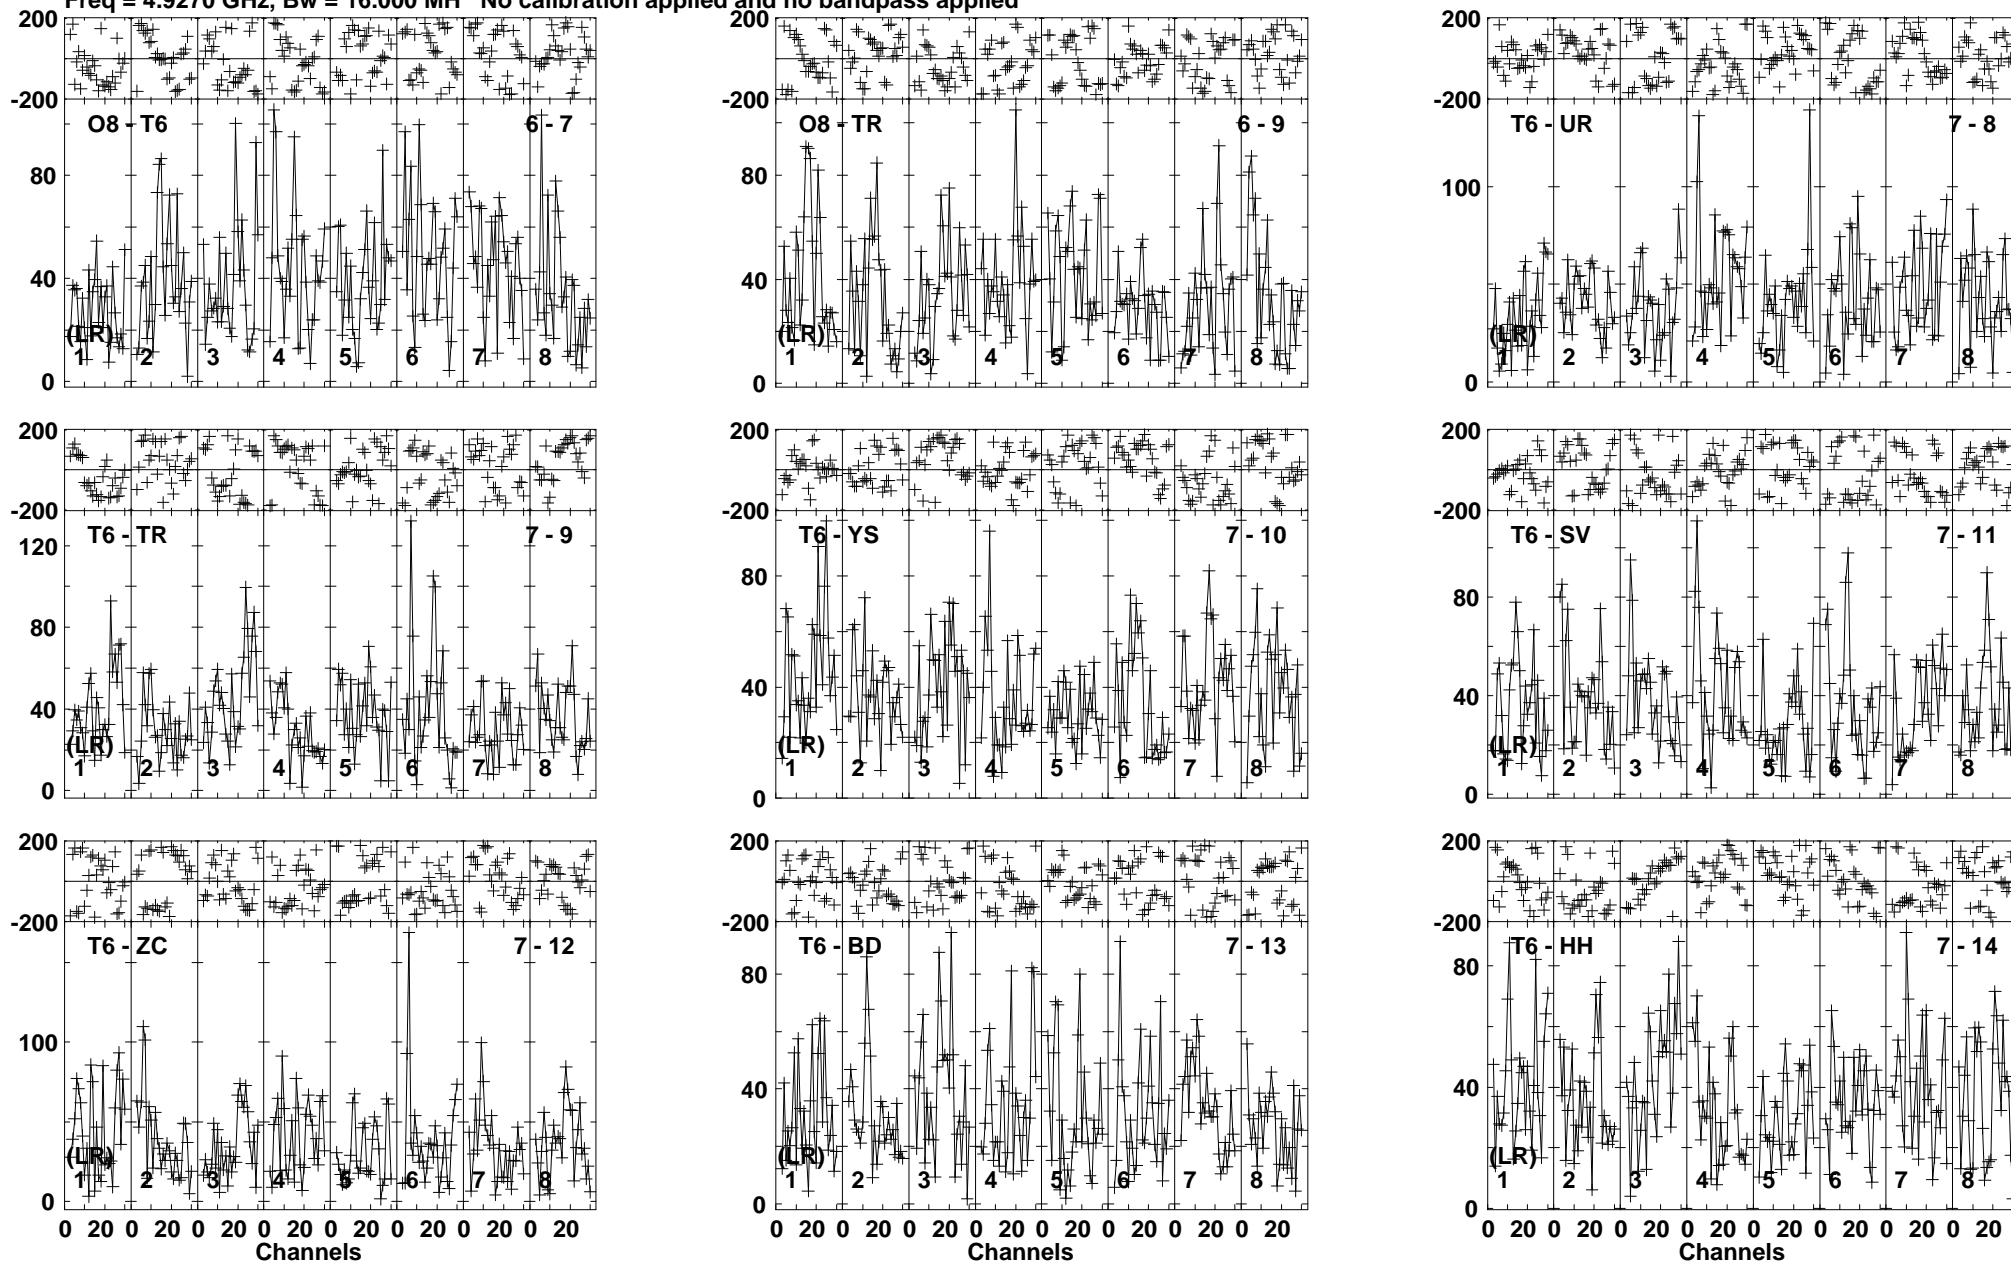 Freq = 4.9270 GHz, Bw = 16.000 MH No calibration applied and no bandpass applied
200 200 200
-200 -200 -200
O8 - T6 6 - 7 O8 - TR 6 - 9 T6 - UR 7 - 8
80 80 100
40 40
(LR) (LR) (LR)
1 2 3 4 5 6 7 8 1 2 3 4 5 6 7 8 1 2 3 4 5 6 7 8
0 0 0
200 200 200
-200 -200 -200
T6 - TR 7 - 9 T6 - YS 7 - 10 T6 - SV 7 - 11
120 80 80
80 40 40
40
(LR) (LR) (LR)
1 2 3 4 5 6 7 8 1 2 3 4 5 6 7 8 1 2 3 4 5 6 7 8
0 0 0
200 200 200
-200 -200 -200
T6 - ZC 7 - 12 T6 - BD 7 - 13 T6 - HH 7 - 14
100 80 80
40 40
(LR) (LR) (LR)
1 2 3 4 5 6 7 8 1 2 3 4 5 6 7 8 1 2 3 4 5 6 7 8
0 0 0
0 20 0 20 0 20 0 20 0 20 0 20 0 20 0 20 0 20 0 20 0 20 0 20 0 20 0 20 0 20 0 20 0 20 0 20 0 20 0 20 0 20 0 20 0 20 0 20
Channels Channels Channels